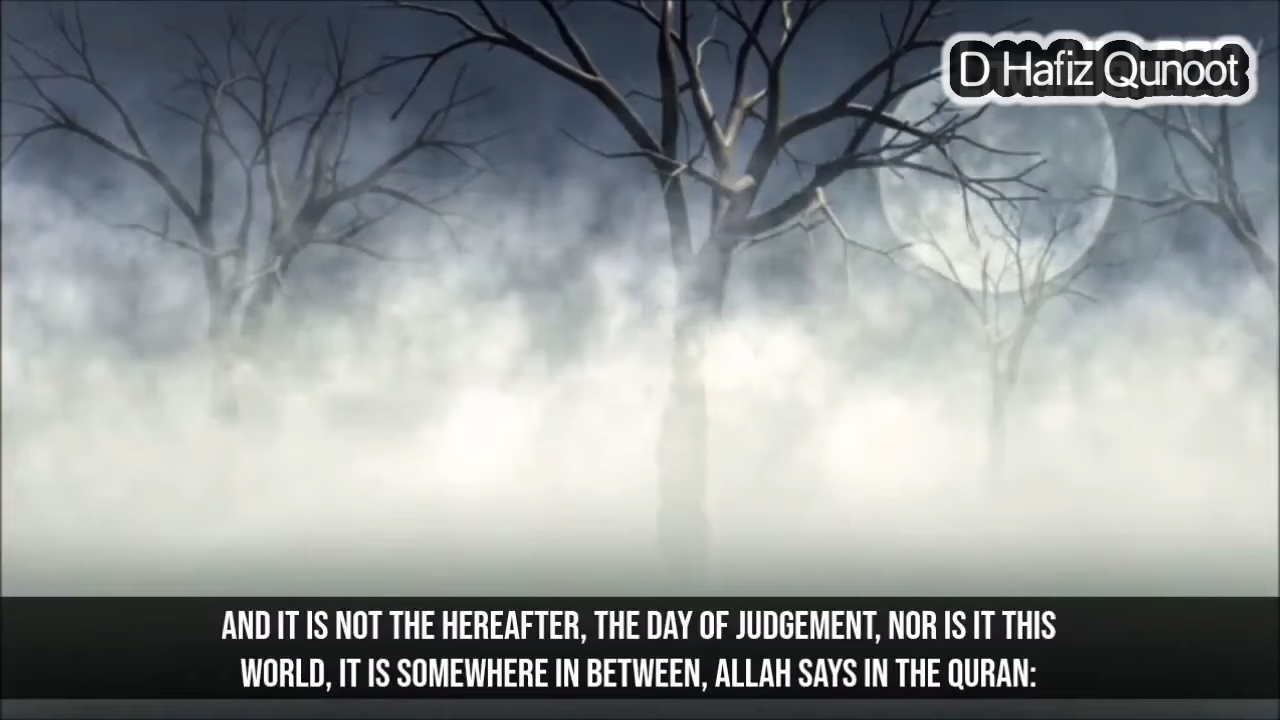 D Hafiz Qunoot
AND IT IS NOT THE HEREAFTER, THE DAY OF JUDGEMENT, NOR IS IT THIS
WORLD, IT IS SOMEWHERE IN BETWEEN, ALLAH SAYS IN THE QURAN: